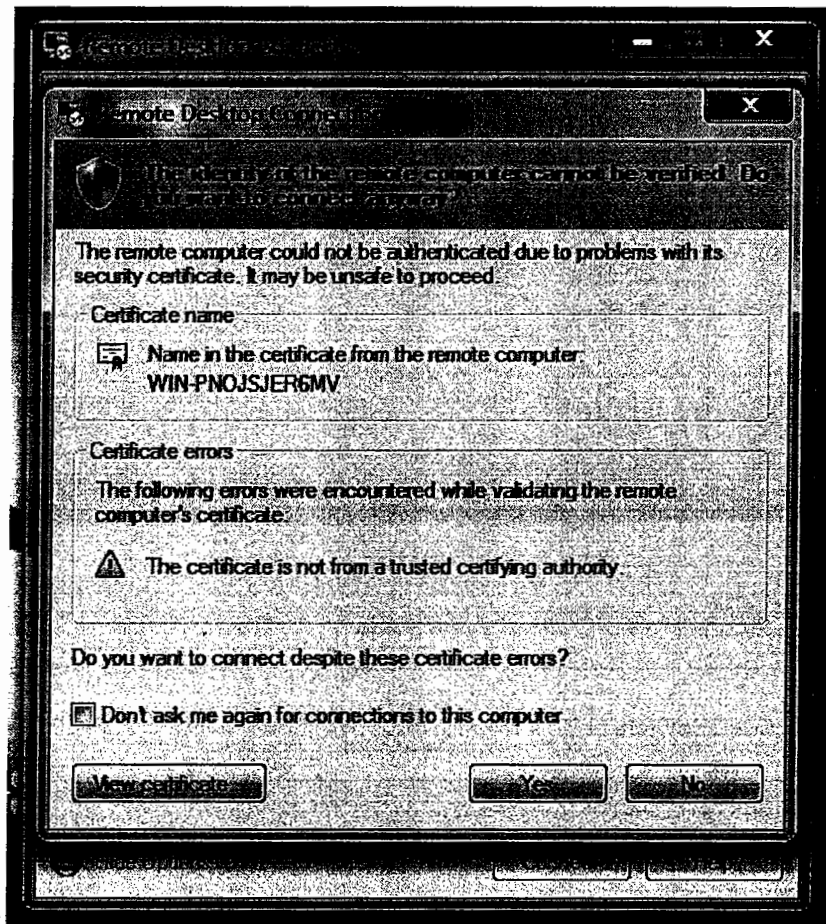 Remote Desktop Connection
Remote Desktop Connection
The identity of the remote computer cannot be verified. Do
you want to connect anyway?
The remote computer could not be authenticated due to problems with its
security certificate. It may be unsafe to proceed.
Certificate name
Name in the certificate from the remote computer:
WIN-PNOJSJER6MV
Certificate errors
The following errors were encountered while validating the remote
computer's certificate:
The certificate is not from a trusted certifying authority.
Do you want to connect despite these certificate errors?
Don't ask me again for connections to this computer
View certificate...
Yes
No